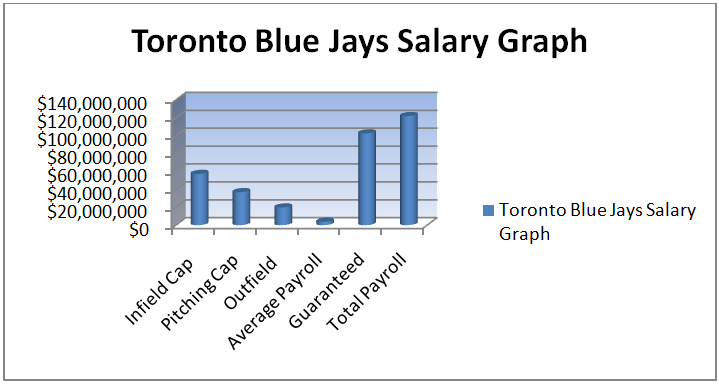 Toronto Blue Jays Salary Graph
$140,000,000
$120,000,000
$100,000,000
$80,000,000
$60,000,000
$40,000,000
$20,000,000
$0
Infield Cap
Pitching Cap
Outfield
Average Payroll
Guaranteed
Total Payroll
Toronto Blue Jays Salary
Graph